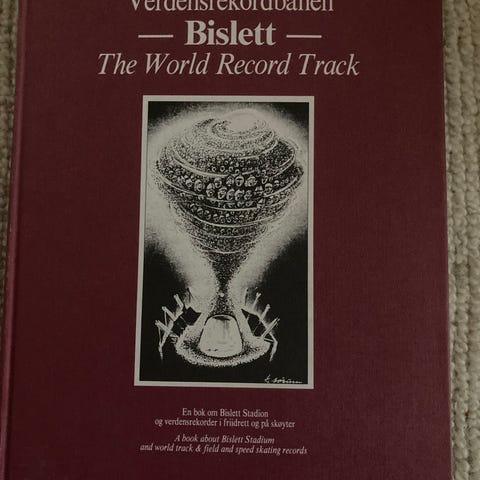 Verdensrekordbanen
— Bislett —
The World Record Track
En bok om Bislett Stadion
og verdensrekorder i friidrett og på skøyter
A book about Bislett Stadium
and world track & field and speed skating records